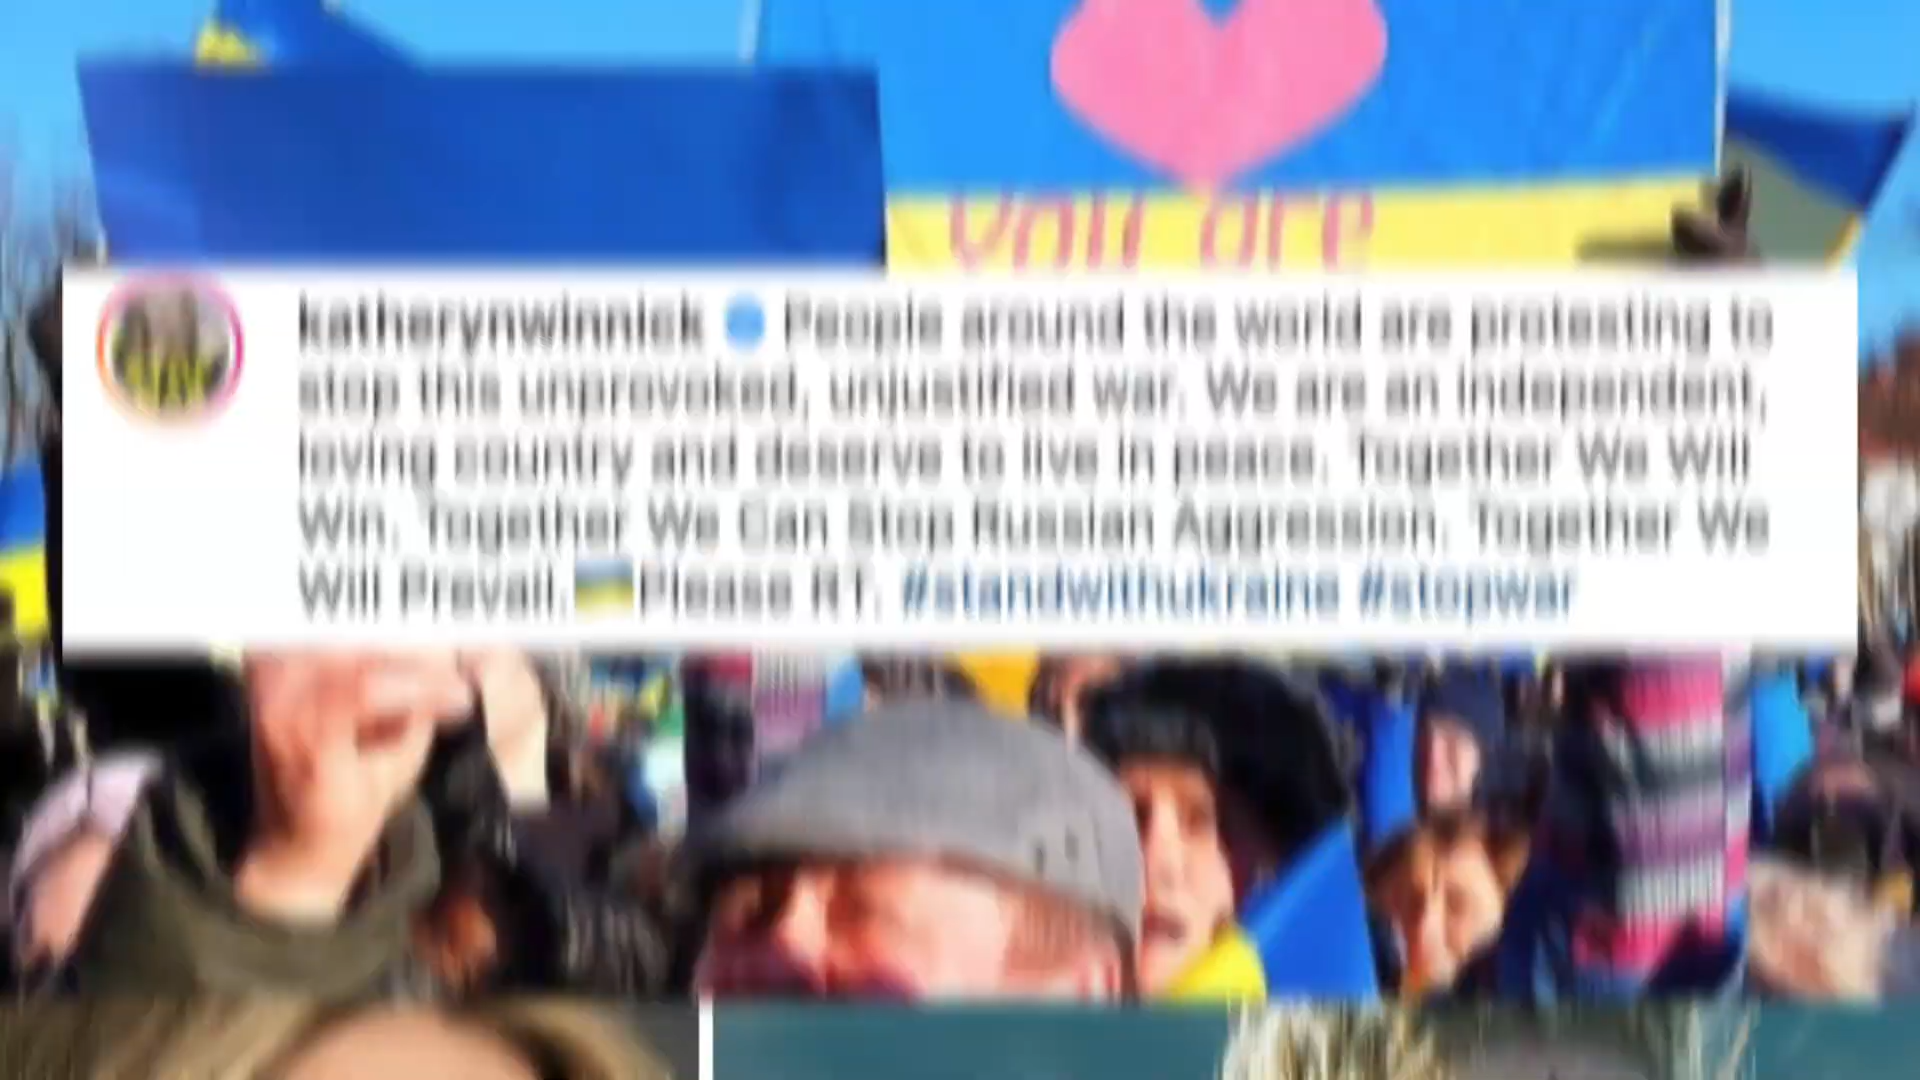 you are
katherynwinnick People around the world are protesting to
stop this unprovoked, unjustified war. We are an independent,
loving country and deserve to live in peace. Together We Will
Win. Together We Can Stop Russian Aggression. Together We
Will Prevail.🇺🇦Please RT. #standwithukraine #stopwar